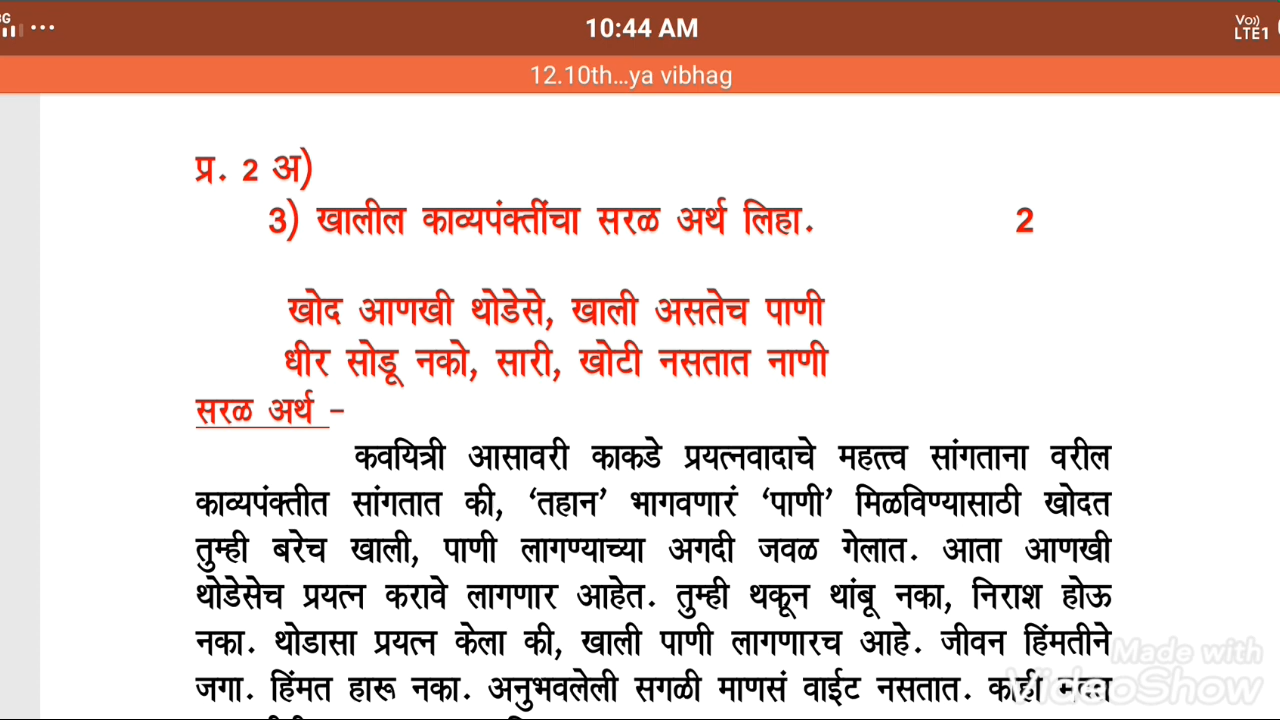 3G
10:44 AM
Vo))
LTE1
12.10th...ya vibhag
प्र. 2 अ)
3) खालील काव्यपंक्तींचा सरळ अर्थ लिहा. 2
खोद आणखी थोडेसे, खाली असतेच पाणी
धीर सोडू नको, सारी, खोटी नसतात नाणी
सरळ अर्थ -
कवयित्री आसावरी काकडे प्रयत्नवादाचे महत्त्व सांगताना वरील
काव्यपंक्तीत सांगतात की, ‘तहान’ भागवणारं ‘पाणी’ मिळविण्यासाठी खोदत
तुम्ही बरेच खाली, पाणी लागण्याच्या अगदी जवळ गेलात. आता आणखी
थोडेसेच प्रयत्न करावे लागणार आहेत. तुम्ही थकून थांबू नका, निराश होऊ
नका. थोडासा प्रयत्न केला की, खाली पाणी लागणारच आहे. जीवन हिंमतीने
जगा. हिंमत हारू नका. अनुभवलेली सगळी माणसं वाईट नसतात. काही
Made with
VideoShow